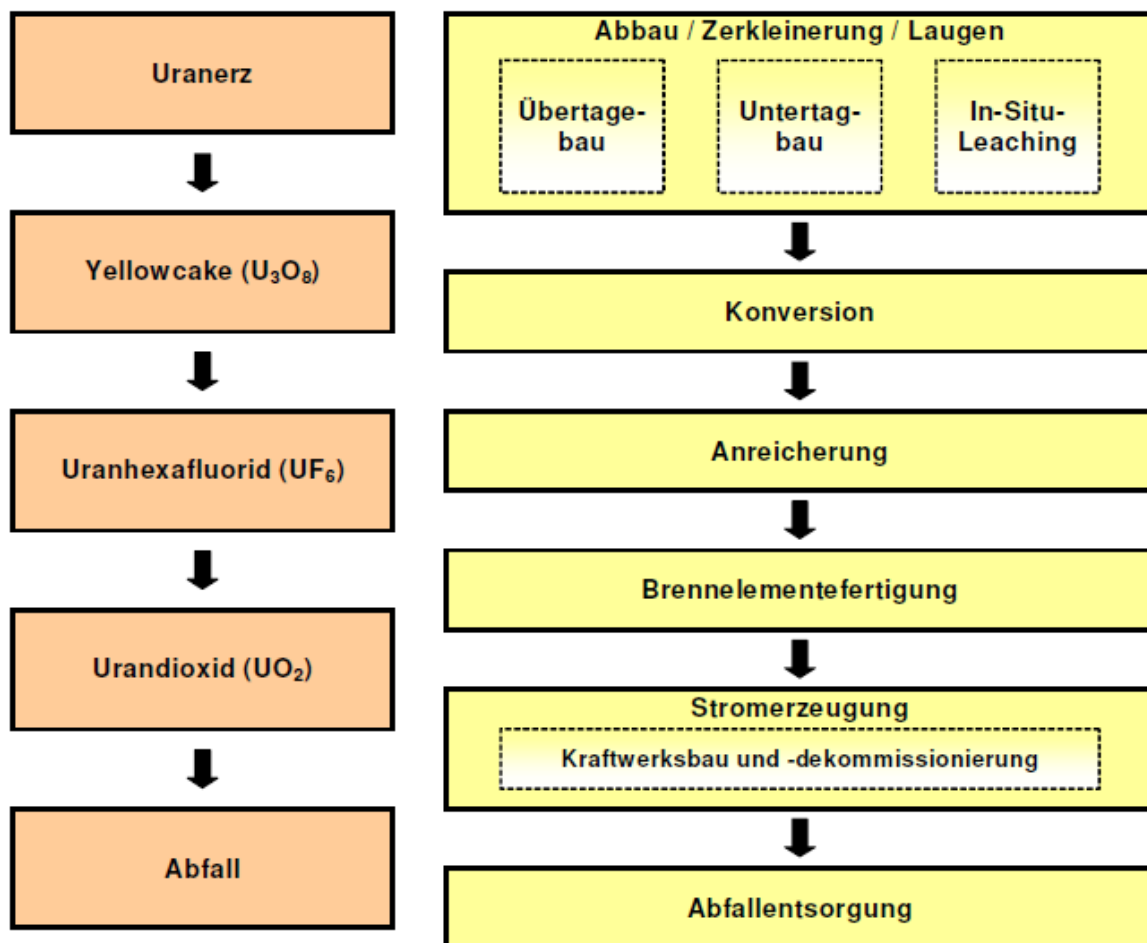 Uranerz
Yellowcake (U₃O₈)
Uranhexafluorid (UF₆)
Urandioxid (UO₂)
Abfall
Abbau / Zerkleinerung / Laugen
Übertage-
bau
Untertag-
bau
In-Situ-
Leaching
Konversion
Anreicherung
Brennelementefertigung
Stromerzeugung
Kraftwerksbau und -dekommissionierung
Abfallentsorgung